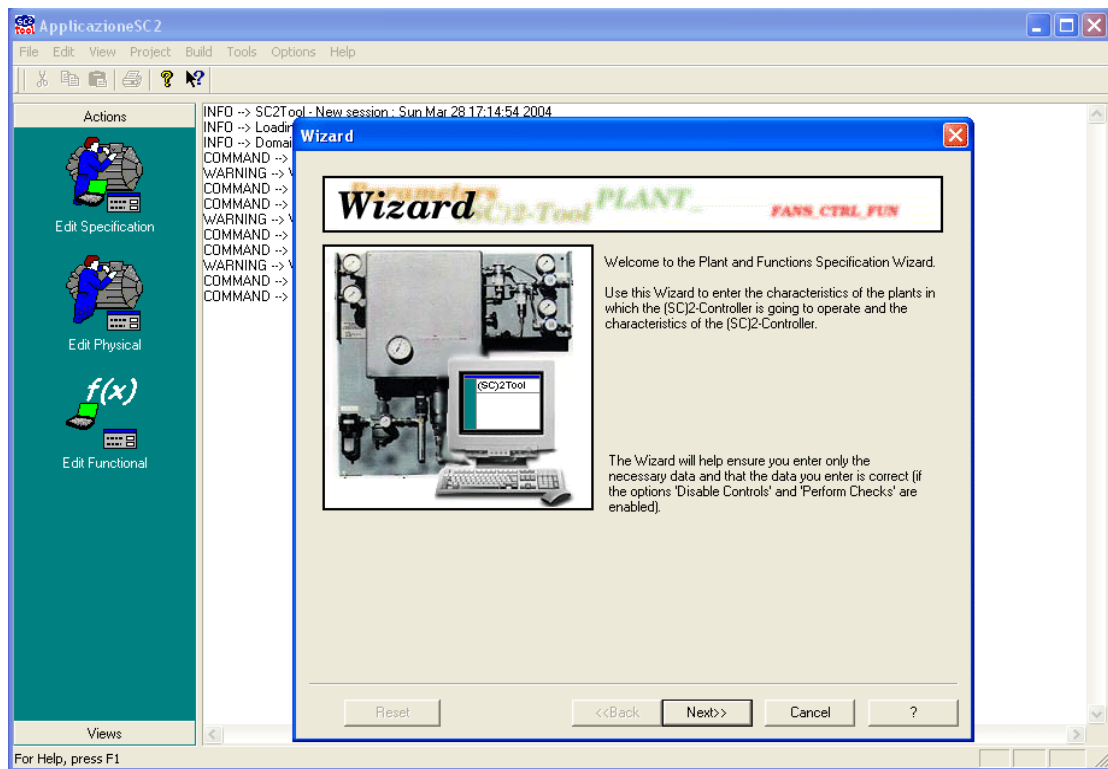 ApplicazioneSC2
File Edit View Project Build Tools Options Help
Actions
Edit Specification
Edit Physical
f(x)
Edit Functional
Views
INFO --> SC2Tool - New session : Sun Mar 28 17:14:54 2004
INFO -->
INFO -->
COMMAND -->
WARNING -->
COMMAND -->
COMMAND -->
WARNING -->
COMMAND -->
COMMAND -->
WARNING -->
COMMAND -->
COMMAND -->
Wizard
Parameters
Wizard (SC)2-Tool PLANT_ FANS_CTRL_FUN
(SC)2Tool
Welcome to the Plant and Functions Specification Wizard.
Use this Wizard to enter the characteristics of the plants in
which the (SC)2-Controller is going to operate and the
characteristics of the (SC)2-Controller.
The Wizard will help ensure you enter only the
necessary data and that the data you enter is correct (if
the options 'Disable Controls' and 'Perform Checks' are
enabled).
Reset <<Back Next>> Cancel ?
For Help, press F1